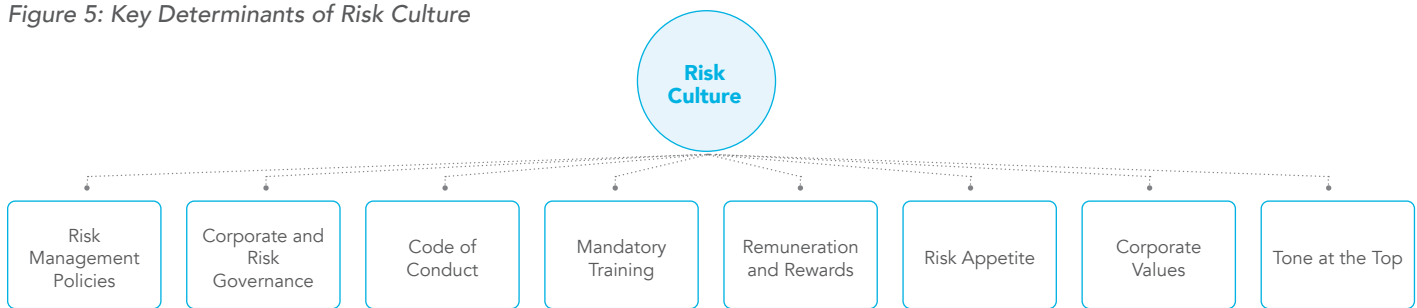 Figure 5: Key Determinants of Risk Culture
Risk
Culture
Risk
Management
Policies
Corporate and
Risk
Governance
Code of
Conduct
Mandatory
Training
Remuneration
and Rewards
Risk Appetite
Corporate
Values
Tone at the Top